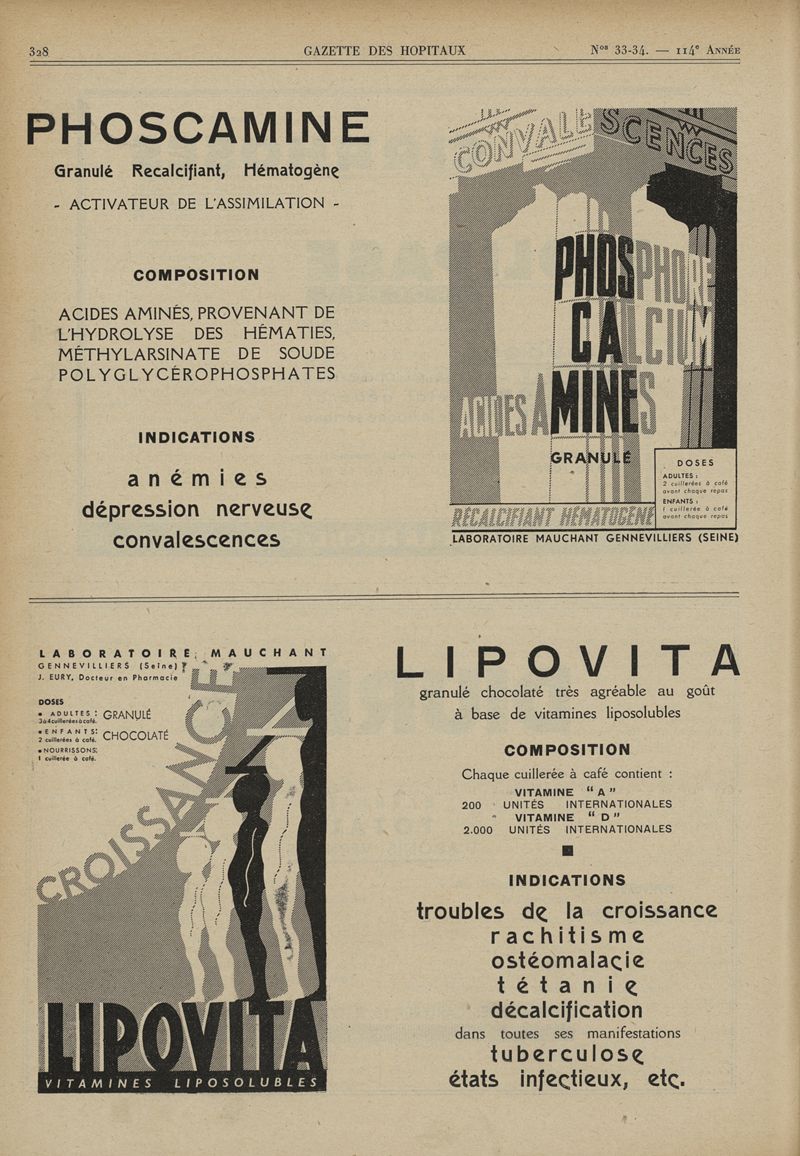 328
GAZETTE DES HOPITAUX
Nos 33-34. — 114e ANNÉE
PHOSCAMINE
Granulé Recalcifiant, Hématogène
- ACTIVATEUR DE L'ASSIMILATION -
COMPOSITION
ACIDES AMINÉS, PROVENANT DE
L'HYDROLYSE DES HÉMATIES,
MÉTHYLARSINATE DE SOUDE
POLYGLYCÉROPHOSPHATES
INDICATIONS
anémies
dépression nerveuse
convalescences
CONVALESCENCES
PHOSPHORE
CALCIUM
ACIDES AMINES
GRANULÉ
DOSES
ADULTES :
2 cuillerées à café
avant chaque repas
ENFANTS :
1 cuillerée à café
avant chaque repas
RECALCIFIANT HÉMATOGÈNE
LABORATOIRE MAUCHANT GENNEVILLIERS (SEINE)
LABORATOIRE MAUCHANT
GENNEVILLIERS (Seine)
J. EURY, Docteur en Pharmacie
DOSES
▪ ADULTES :
3 à 4 cuillerées à café.
▪ ENFANTS :
2 cuillerées à café.
▪ NOURRISSONS:
1 cuillerée à café.
GRANULÉ
CHOCOLATÉ
CROISSANCE
LIPOVITA
VITAMINES LIPOSOLUBLES
LIPOVITA
granulé chocolaté très agréable au goût
à base de vitamines liposolubles
COMPOSITION
Chaque cuillerée à café contient :
VITAMINE “ A ”
200 UNITÉS INTERNATIONALES
VITAMINE “ D ”
2.000 UNITÉS INTERNATIONALES
INDICATIONS
troubles de la croissance
rachitisme
ostéomalacie
tétanie
décalcification
dans toutes ses manifestations
tuberculose
états infectieux, etc.